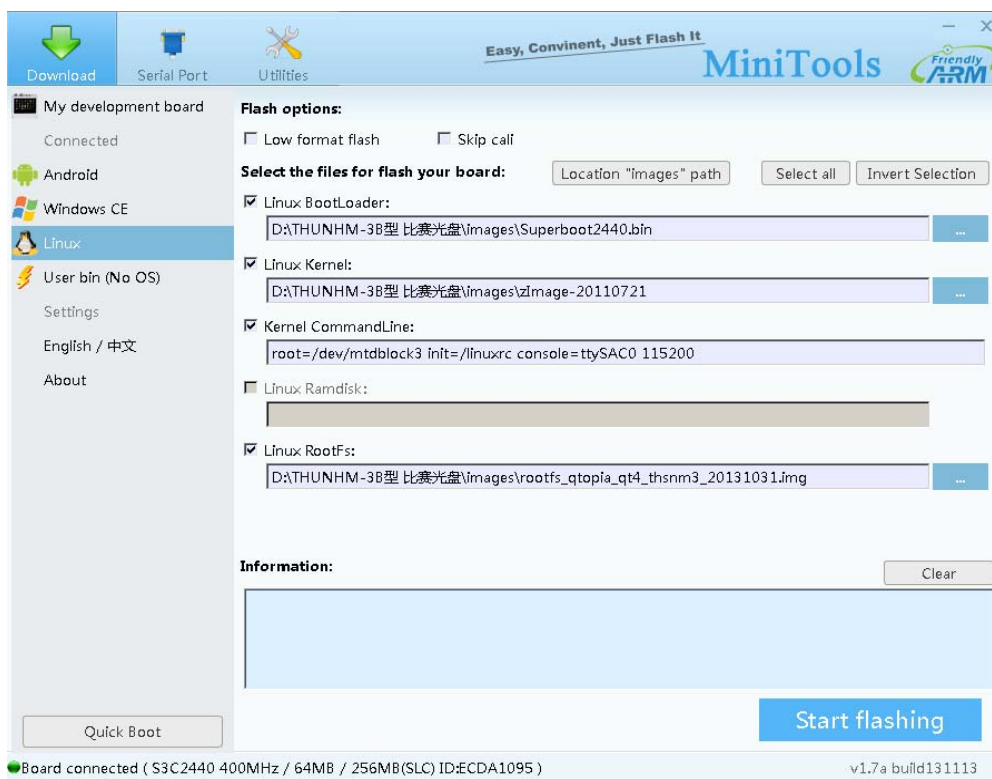 Easy, Convinent, Just Flash It
MiniTools
Friendly
ARM
Download
Serial Port
Utilities
My development board
Connected
Android
Windows CE
Linux
User bin (No OS)
Settings
English / 中文
About
Quick Boot
Flash options:
Low format flash
Skip cali
Select the files for flash your board:
Location "images" path
Select all
Invert Selection
Linux BootLoader:
D:\THUNHM-3B型 比赛光盘\images\Superboot2440.bin
...
Linux Kernel:
D:\THUNHM-3B型 比赛光盘\images\zImage-20110721
...
Kernel CommandLine:
root=/dev/mtdblock3 init=/linuxrc console=ttySAC0 115200
Linux Ramdisk:
Linux RootFs:
D:\THUNHM-3B型 比赛光盘\images\rootfs_qtopia_qt4_thsnm3_20131031.img
...
Information:
Clear
Start flashing
Board connected ( S3C2440 400MHz / 64MB / 256MB(SLC) ID:ECDA1095 )
v1.7a build131113